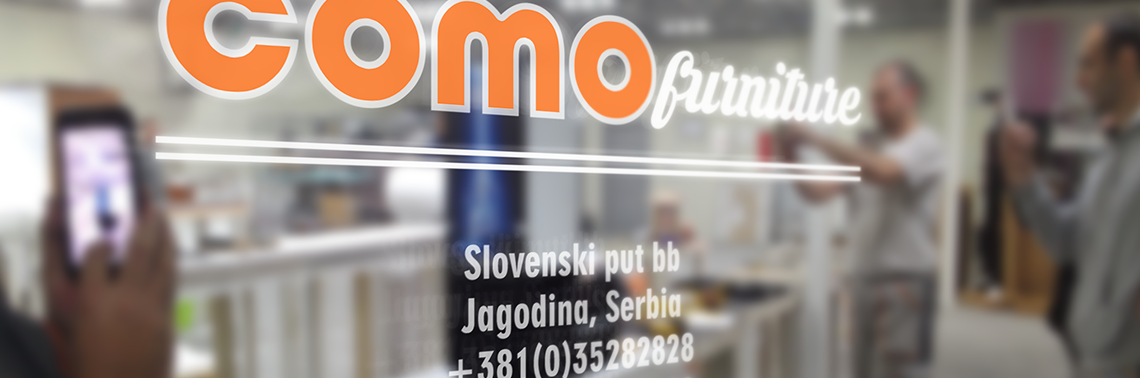 como furniture
Slovenski put bb
Jagodina, Serbia
+381(0)35282828